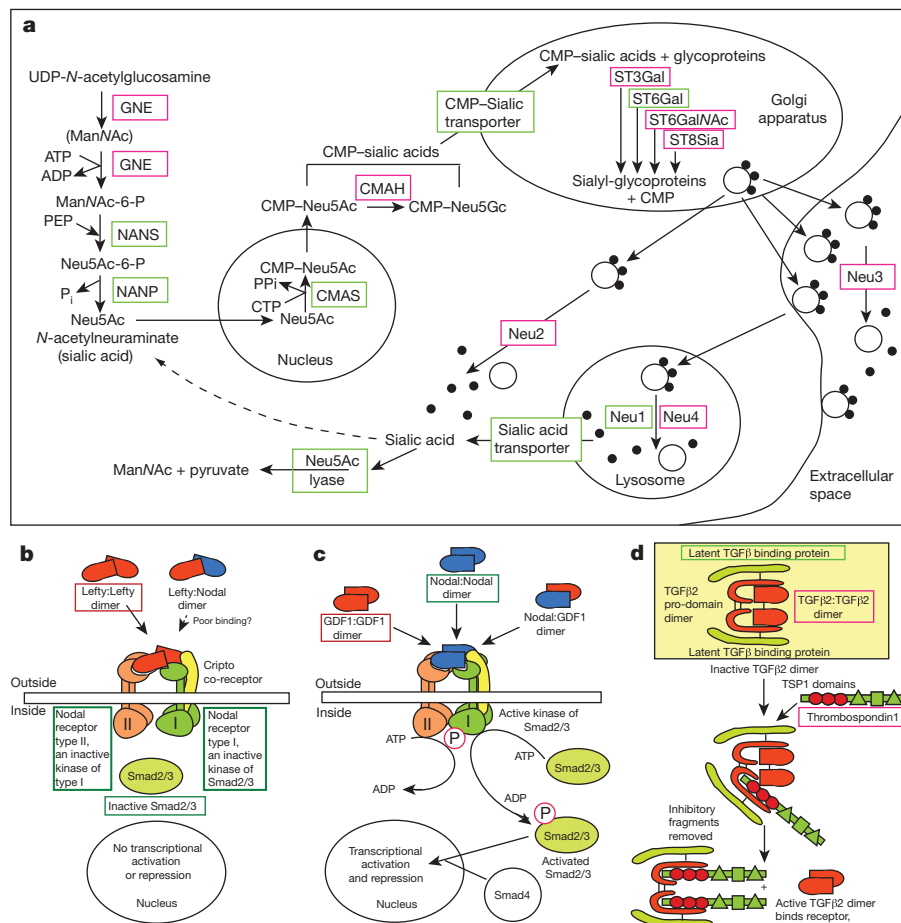 a
UDP-N-acetylglucosamine
GNE
(ManNAc)
ATP
ADP
GNE
ManNAc-6-P
PEP
NANS
Neu5Ac-6-P
Pi
NANP
Neu5Ac
N-acetylneuraminate
(sialic acid)
CMP–Neu5Ac
PPi
CTP
CMAS
Neu5Ac
Nucleus
CMP–Neu5Ac
CMAH
CMP–Neu5Gc
CMP–sialic acids
CMP–Sialic
transporter
CMP–sialic acids + glycoproteins
ST3Gal
ST6Gal
ST6GalNAc
ST8Sia
Sialyl-glycoproteins
+ CMP
Golgi
apparatus
Neu3
Neu2
Neu1
Neu4
Lysosome
Sialic acid
transporter
Sialic acid
Neu5Ac
lyase
ManNAc + pyruvate
Extracellular
space
b
Lefty:Lefty
dimer
Lefty:Nodal
dimer
Poor binding?
Cripto
co-receptor
Outside
Inside
II
I
Nodal
receptor
type II,
an inactive
kinase of
type I
Nodal
receptor
type I,
an inactive
kinase of
Smad2/3
Smad2/3
Inactive Smad2/3
No transcriptional
activation
or repression
Nucleus
c
Nodal:Nodal
dimer
GDF1:GDF1
dimer
Nodal:GDF1
dimer
Outside
Inside
II
I
Active kinase of
Smad2/3
P
ATP
ADP
ATP
Smad2/3
ADP
P
Smad2/3
Activated
Smad2/3
Transcriptional
activation
and repression
Nucleus
Smad4
d
Latent TGFβ binding protein
TGFβ2
pro-domain
dimer
TGFβ2:TGFβ2
dimer
Latent TGFβ binding protein
Inactive TGFβ2 dimer
TSP1 domains
Thrombospondin1
Inhibitory
fragments
removed
+
Active TGFβ2 dimer
binds receptor,